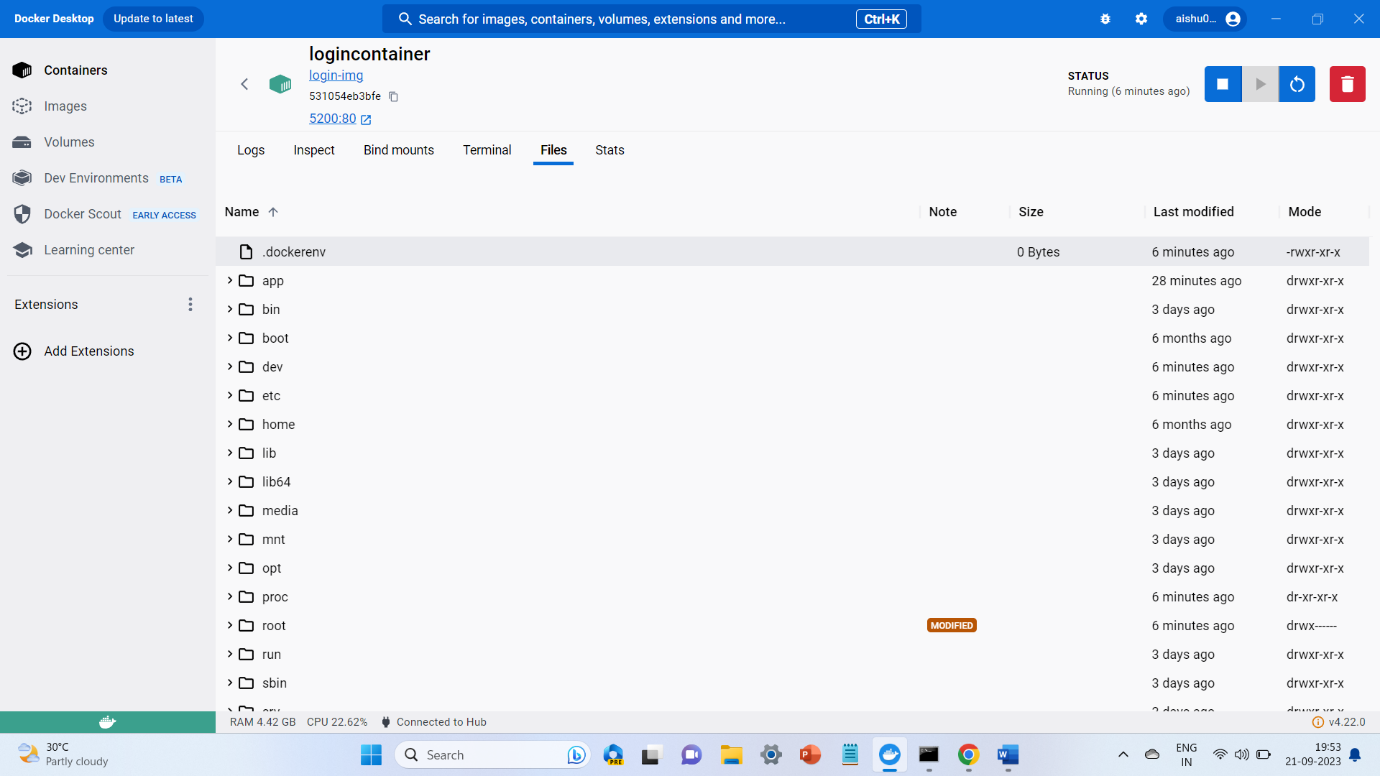 Docker Desktop Update to latest Search for images, containers, volumes, extensions and more... Ctrl+K aishu0...
Containers
Images
Volumes
Dev Environments BETA
Docker Scout EARLY ACCESS
Learning center
Extensions
Add Extensions
logincontainer
login-img
531054eb3bfe
5200:80
STATUS
Running (6 minutes ago)
Logs Inspect Bind mounts Terminal Files Stats
Name Note Size Last modified Mode
.dockerenv 0 Bytes 6 minutes ago -rwxr-xr-x
app 28 minutes ago drwxr-xr-x
bin 3 days ago drwxr-xr-x
boot 6 months ago drwxr-xr-x
dev 6 minutes ago drwxr-xr-x
etc 6 minutes ago drwxr-xr-x
home 6 months ago drwxr-xr-x
lib 3 days ago drwxr-xr-x
lib64 3 days ago drwxr-xr-x
media 3 days ago drwxr-xr-x
mnt 3 days ago drwxr-xr-x
opt 3 days ago drwxr-xr-x
proc 6 minutes ago dr-xr-xr-x
root MODIFIED 6 minutes ago drwx------
run 3 days ago drwxr-xr-x
sbin 3 days ago drwxr-xr-x
srv 3 days ago drwxr-xr-x
RAM 4.42 GB CPU 22.62% Connected to Hub v4.22.0
30°C
Partly cloudy
Search
PRE
ENG
IN
19:53
21-09-2023